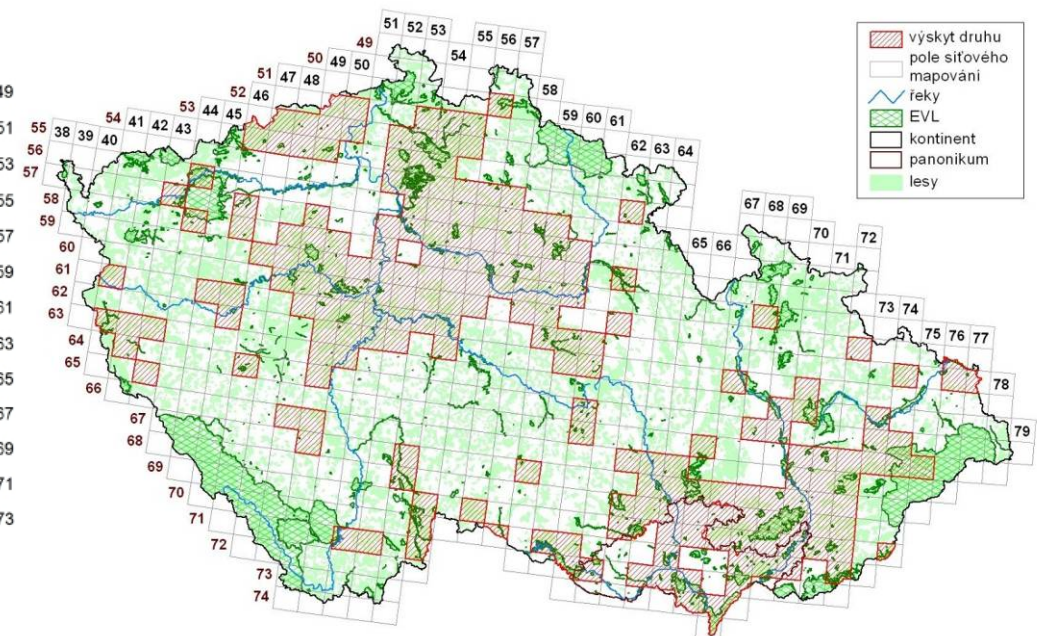 51 52 53
55 56 57
49
54
50 49 50
58
51 47 48
59 60 61
52 46
49
53 44 45
62 63 64
54 41 42 43
51
55 38 39 40
56
53
57
67 68 69
55
58
70 72
59
65 66
71
57
60
59
61
73 74
62
61
75 76 77
63
63
64
78
65
65
66
67
79
67
68
69
69
70
71
71
73
72
73
74
výskyt druhu
pole síťového
mapování
řeky
EVL
kontinent
panonikum
lesy